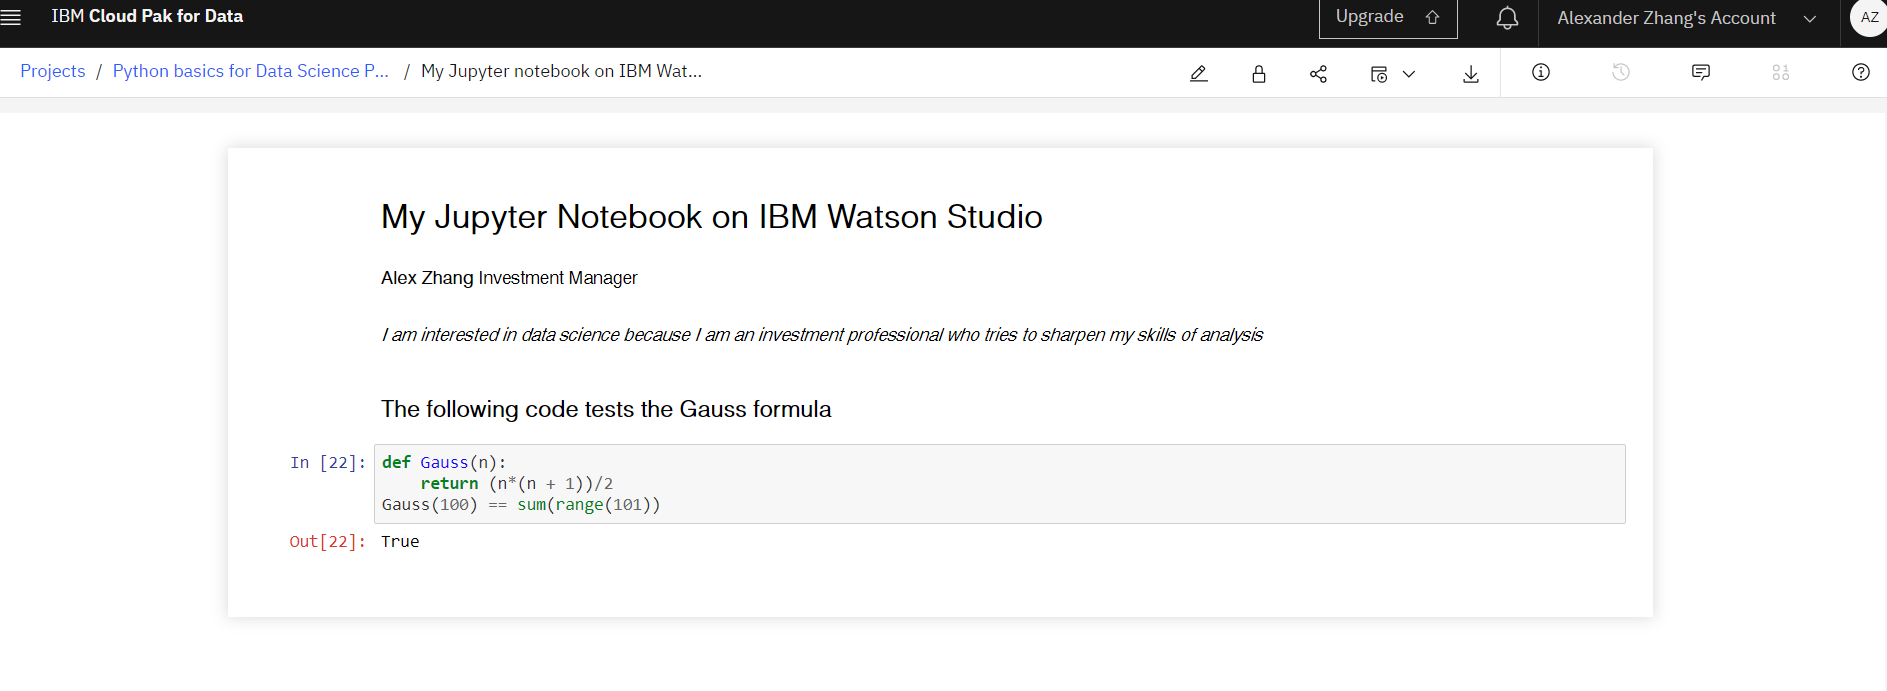 IBM Cloud Pak for Data
Upgrade
Alexander Zhang's Account
AZ
Projects / Python basics for Data Science P... / My Jupyter notebook on IBM Wat...
My Jupyter Notebook on IBM Watson Studio
Alex Zhang Investment Manager
I am interested in data science because I am an investment professional who tries to sharpen my skills of analysis
The following code tests the Gauss formula
In [22]: def Gauss(n):
    return (n*(n + 1))/2
Gauss(100) == sum(range(101))
Out[22]: True